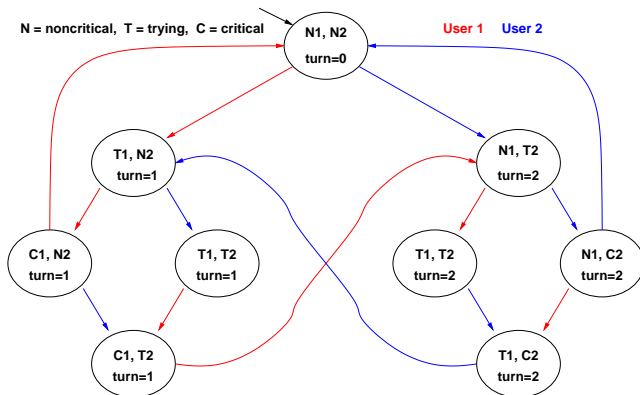 N = noncritical, T = trying, C = critical
User 1 User 2
N1, N2
turn=0
T1, N2
turn=1
N1, T2
turn=2
C1, N2
turn=1
T1, T2
turn=1
T1, T2
turn=2
N1, C2
turn=2
C1, T2
turn=1
T1, C2
turn=2